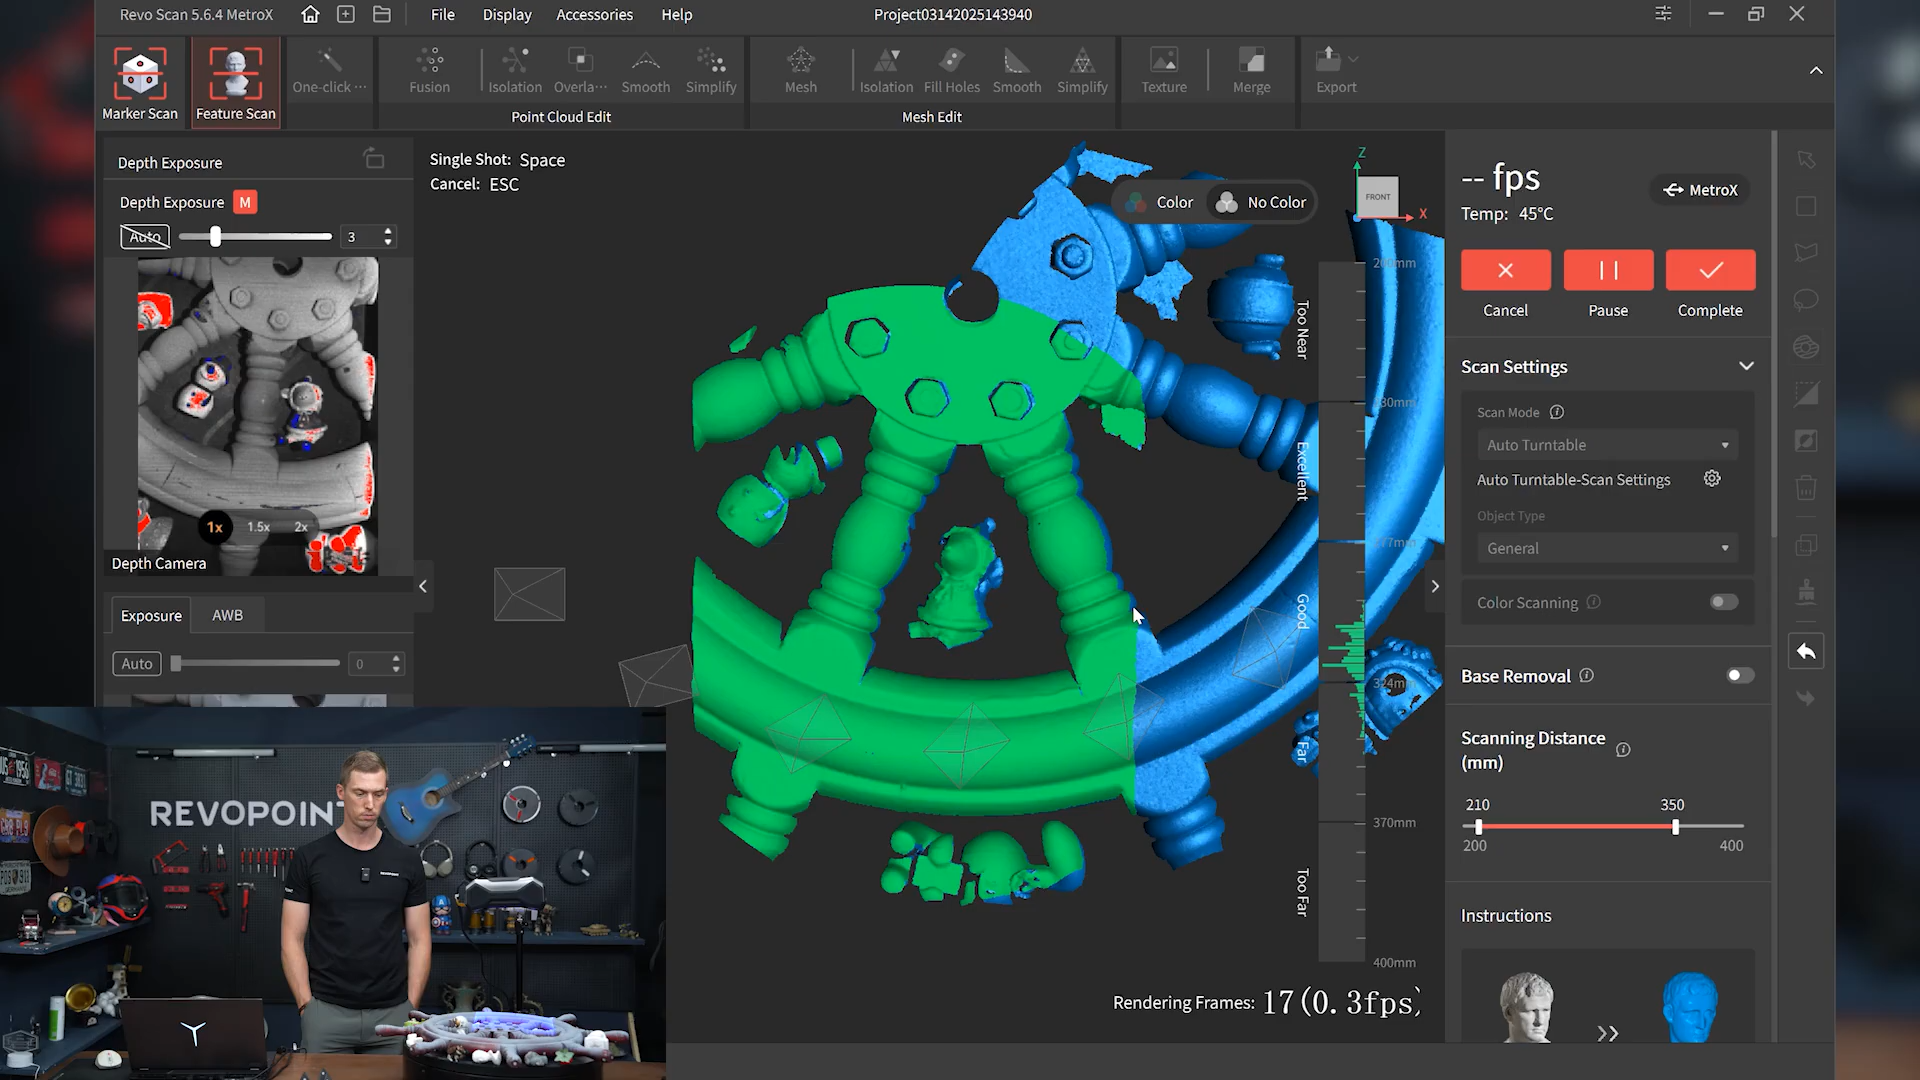 Revo Scan 5.6.4 MetroX
File
Display
Accessories
Help
Project03142025143940
Marker Scan
Feature Scan
One-click ···
Fusion
Isolation
Overla···
Smooth
Simplify
Point Cloud Edit
Mesh
Isolation
Fill Holes
Smooth
Simplify
Mesh Edit
Texture
Merge
Export
Depth Exposure
Depth Exposure M
Auto
3
1x
1.5x
2x
Depth Camera
Exposure
AWB
Auto
0
Single Shot: Space
Cancel: ESC
Color
No Color
Z
FRONT
X
Too Near
Excellent
Good
Far
Too Far
370mm
400mm
Rendering Frames: 17(0.3fps)
-- fps
MetroX
Temp: 45°C
Cancel
Pause
Complete
Scan Settings
Scan Mode
Auto Turntable
Auto Turntable-Scan Settings
Object Type
General
Color Scanning
Base Removal
Scanning Distance
(mm)
210
350
200
400
Instructions
REVOPOINT